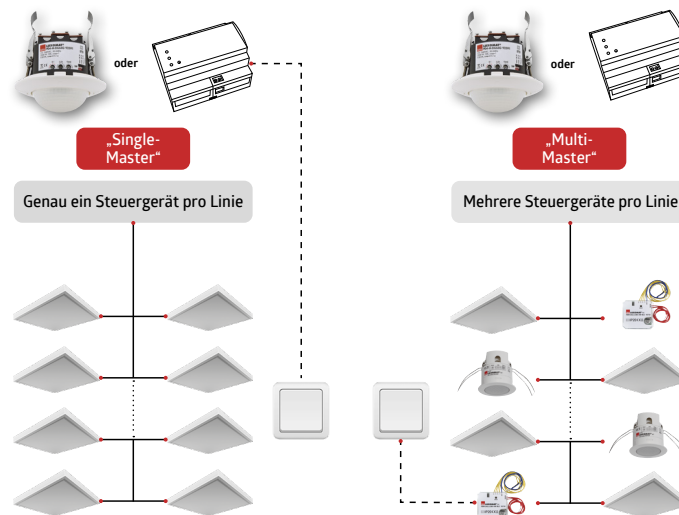 oder
„Single-
Master“
Genau ein Steuergerät pro Linie
oder
„Multi-
Master“
Mehrere Steuergeräte pro Linie